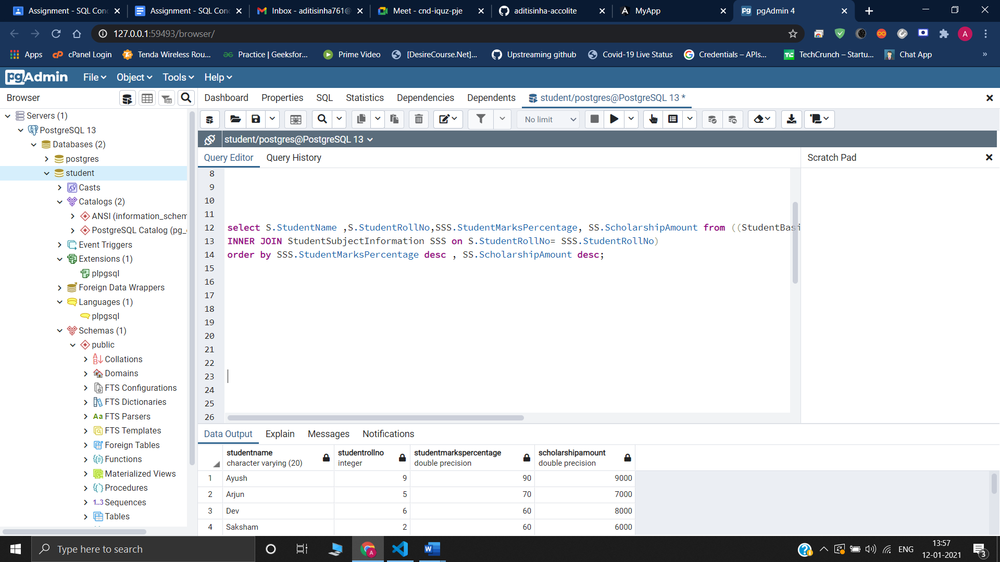 Assignment - SQL Con
Assignment - SQL Con
Inbox - aditisinha761@
Meet - cnd-iquz-pje
aditisinha-accolite
MyApp
pgAdmin 4
127.0.0.1:59493/browser/
A
Apps
cPanel Login
Tenda Wireless Rou...
Practice | Geeksfor...
Prime Video
[DesireCourse.Net]...
Upstreaming github
Covid-19 Live Status
Credentials – APIs...
TechCrunch – Startu...
Chat App
»
pgAdmin
File
Object
Tools
Help
Browser
Dashboard
Properties
SQL
Statistics
Dependencies
Dependents
student/postgres@PostgreSQL 13 *
Servers (1)
PostgreSQL 13
Databases (2)
postgres
student
Casts
Catalogs (2)
ANSI (information_schem
PostgreSQL Catalog (pg_
Event Triggers
Extensions (1)
plpgsql
Foreign Data Wrappers
Languages (1)
plpgsql
Schemas (1)
public
Collations
Domains
FTS Configurations
FTS Dictionaries
Aa FTS Parsers
FTS Templates
Foreign Tables
Functions
Materialized Views
Procedures
1..3 Sequences
Tables
No limit
student/postgres@PostgreSQL 13
Query Editor
Query History
Scratch Pad
8
9
10
11
12 select S.StudentName ,S.StudentRollNo,SSS.StudentMarksPercentage, SS.ScholarshipAmount from ((StudentBasi
13 INNER JOIN StudentSubjectInformation SSS on S.StudentRollNo= SSS.StudentRollNo)
14 order by SSS.StudentMarksPercentage desc , SS.ScholarshipAmount desc;
15
16
17
18
19
20
21
22
23
24
25
26
Data Output
Explain
Messages
Notifications
studentname
character varying (20)
studentrollno
integer
studentmarkspercentage
double precision
scholarshipamount
double precision
1 Ayush 9 90 9000
2 Arjun 5 70 7000
3 Dev 6 60 8000
4 Saksham 2 60 6000
Type here to search
ENG
13:57
12-01-2021
3